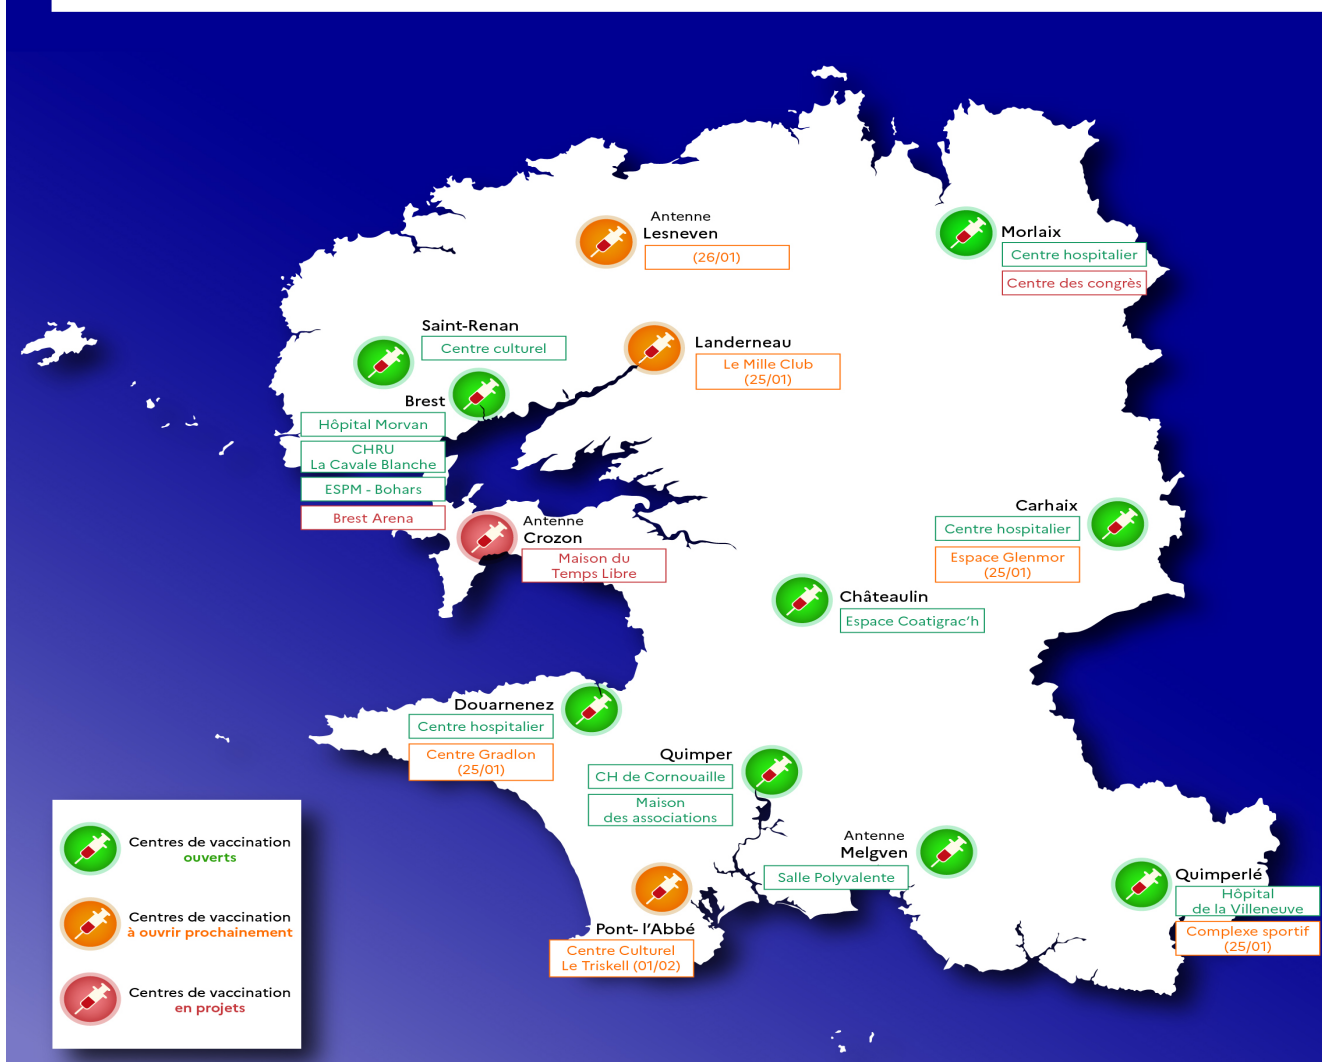 Antenne
Lesneven
(26/01)
Morlaix
Centre hospitalier
Centre des congrès
Saint-Renan
Centre culturel
Landerneau
Le Mille Club
(25/01)
Brest
Hôpital Morvan
CHRU
La Cavale Blanche
ESPM - Bohars
Brest Arena
Antenne
Crozon
Maison du
Temps Libre
Carhaix
Centre hospitalier
Espace Glenmor
(25/01)
Châteaulin
Espace Coatigrac'h
Douarnenez
Centre hospitalier
Centre Gradlon
(25/01)
Quimper
CH de Cornouaille
Maison
des associations
Antenne
Melgven
Salle Polyvalente
Quimperlé
Hôpital
de la Villeneuve
Complexe sportif
(25/01)
Pont- l'Abbé
Centre Culturel
Le Triskell (01/02)
Centres de vaccination
ouverts
Centres de vaccination
à ouvrir prochainement
Centres de vaccination
en projets